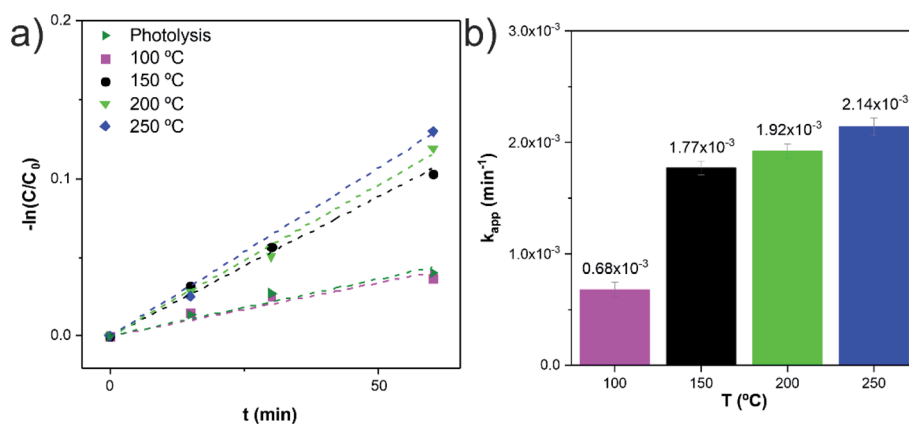 a)
Photolysis
100 ºC
150 ºC
200 ºC
250 ºC
0.2
0.1
0.0
-ln(C/C₀)
0
50
t (min)
b)
3.0x10⁻³
2.0x10⁻³
1.0x10⁻³
0.0
k_app (min⁻¹)
0.68x10⁻³
1.77x10⁻³
1.92x10⁻³
2.14x10⁻³
100
150
200
250
T (ºC)